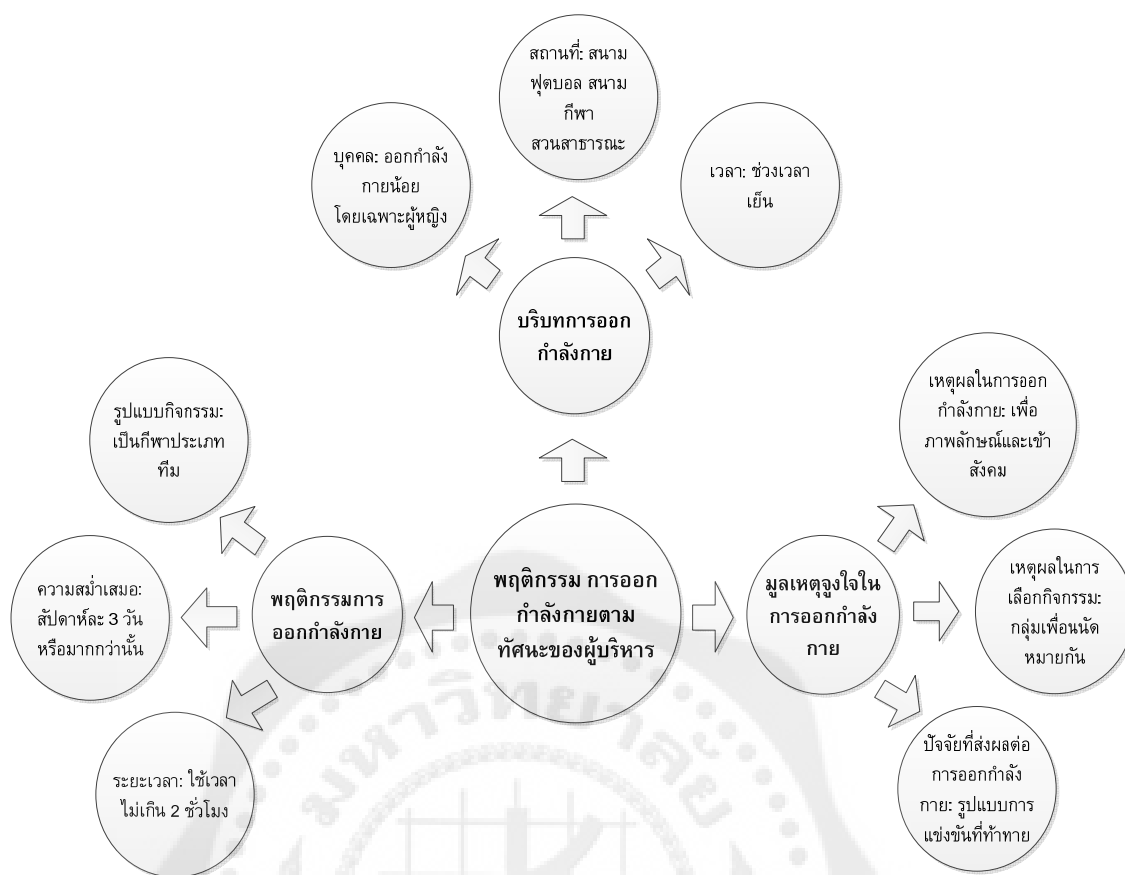 สถานที่: สนาม
ฟุตบอล สนาม
กีฬา
สวนสาธารณะ
บุคคล: ออกกำลัง
กายน้อย
โดยเฉพาะผู้หญิง
เวลา: ช่วงเวลา
เย็น
บริบทการออก
กำลังกาย
เหตุผลในการออก
กำลังกาย: เพื่อ
ภาพลักษณ์และเข้า
สังคม
รูปแบบกิจกรรม:
เป็นกีฬาประเภท
ทีม
ความสม่ำเสมอ:
สัปดาห์ละ 3 วัน
หรือมากกว่านั้น
พฤติกรรมการ
ออกกำลังกาย
พฤติกรรม การออก
กำลังกายตาม
ทัศนะของผู้บริหาร
มูลเหตุจูงใจใน
การออกกำลัง
กาย
เหตุผลในการ
เลือกกิจกรรม:
กลุ่มเพื่อนนัด
หมายกัน
ระยะเวลา: ใช้เวลา
ไม่เกิน 2 ชั่วโมง
ปัจจัยที่ส่งผลต่อ
การออกกำลัง
กาย: รูปแบบการ
แข่งขันที่ท้าทาย
มหาวิทยาลัย